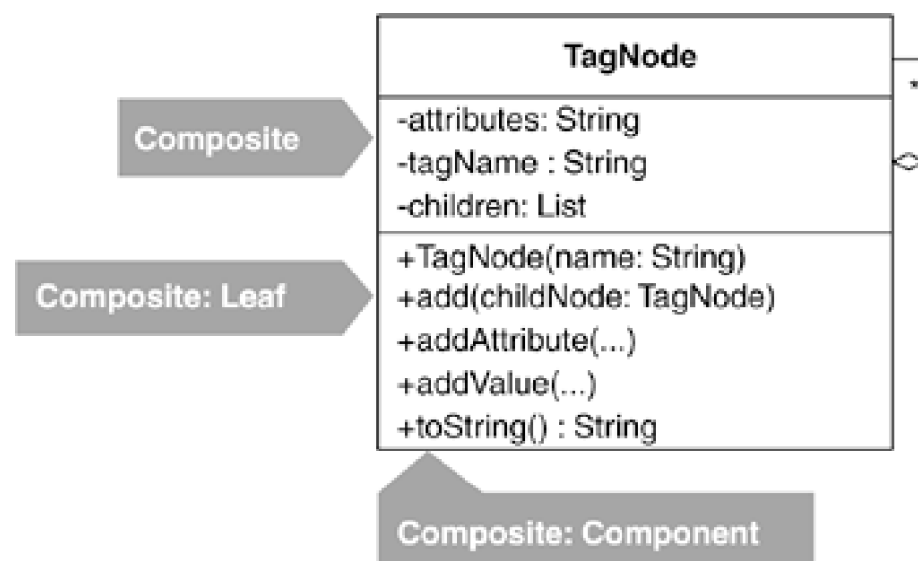 TagNode
*
Composite
-attributes: String
-tagName : String
-children: List
Composite: Leaf
+TagNode(name: String)
+add(childNode: TagNode)
+addAttribute(...)
+addValue(...)
+toString() : String
Composite: Component